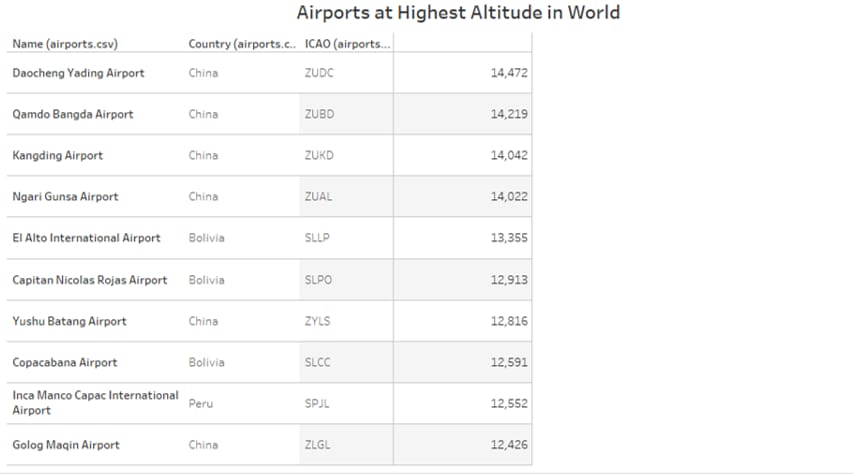 Airports at Highest Altitude in World
Name (airports.csv) Country (airports.c.. ICAO (airports...
Daocheng Yading Airport China ZUDC 14,472
Qamdo Bangda Airport China ZUBD 14,219
Kangding Airport China ZUKD 14,042
Ngari Gunsa Airport China ZUAL 14,022
El Alto International Airport Bolivia SLLP 13,355
Capitan Nicolas Rojas Airport Bolivia SLPO 12,913
Yushu Batang Airport China ZYLS 12,816
Copacabana Airport Bolivia SLCC 12,591
Inca Manco Capac International
Airport Peru SPJL 12,552
Golog Maqin Airport China ZLGL 12,426